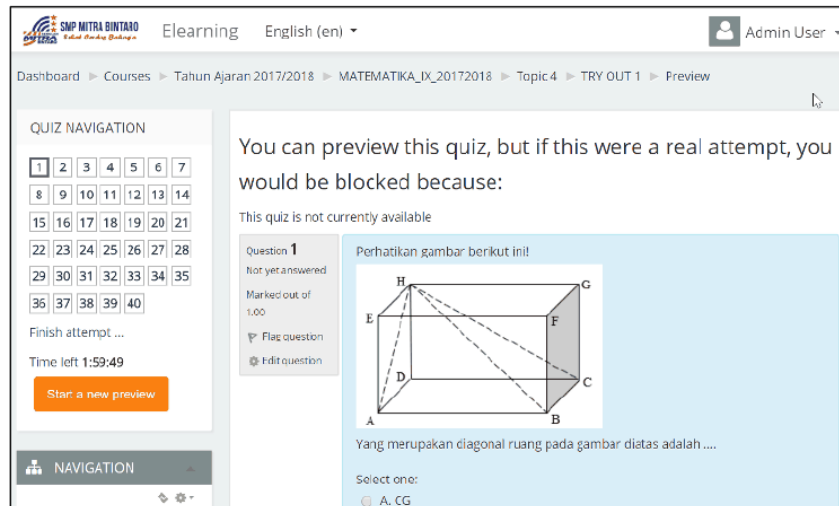 SMP MITRA BINTARO
MITRA
Elearning English (en)
Admin User
Dashboard Courses Tahun Ajaran 2017/2018 MATEMATIKA_IX_20172018 Topic 4 TRY OUT 1 Preview
QUIZ NAVIGATION
1 2 3 4 5 6 7
8 9 10 11 12 13 14
15 16 17 18 19 20 21
22 23 24 25 26 27 28
29 30 31 32 33 34 35
36 37 38 39 40
Finish attempt ...
Time left 1:59:49
Start a new preview
NAVIGATION
You can preview this quiz, but if this were a real attempt, you
would be blocked because:
This quiz is not currently available
Question 1
Not yet answered
Marked out of
1.00
Flag question
Edit question
Perhatikan gambar berikut ini!
H G
E F
D C
A B
Yang merupakan diagonal ruang pada gambar diatas adalah ....
Select one:
A. CG